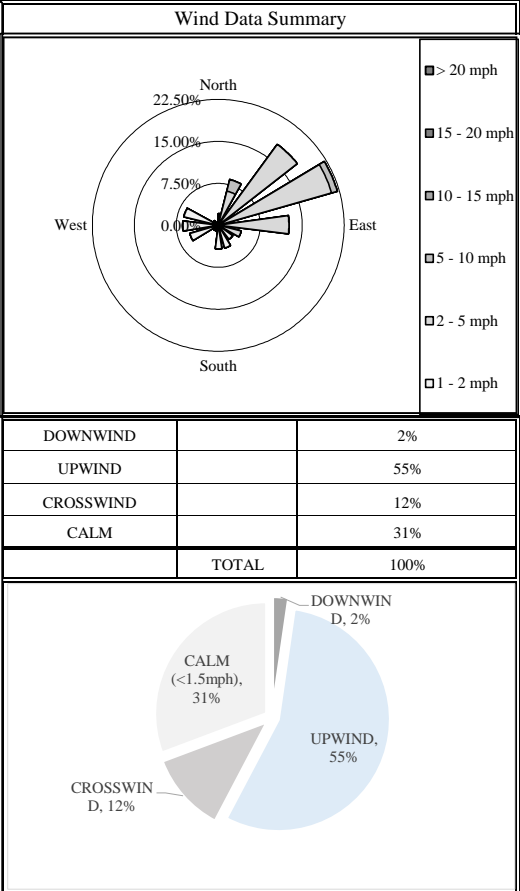 Wind Data Summary
North
22.50%
15.00%
7.50%
0.00%
West
East
South
> 20 mph
15 - 20 mph
10 - 15 mph
5 - 10 mph
2 - 5 mph
1 - 2 mph
DOWNWIND 2%
UPWIND 55%
CROSSWIND 12%
CALM 31%
TOTAL 100%
DOWNWIN
D, 2%
CALM
(<1.5mph),
31%
UPWIND,
55%
CROSSWIN
D, 12%